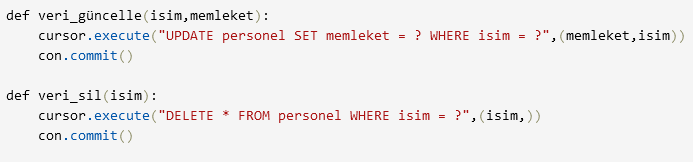 def veri_güncelle(isim,memleket):
    cursor.execute("UPDATE personel SET memleket = ? WHERE isim = ?",(memleket,isim))
    con.commit()

def veri_sil(isim):
    cursor.execute("DELETE * FROM personel WHERE isim = ?",(isim,))
    con.commit()